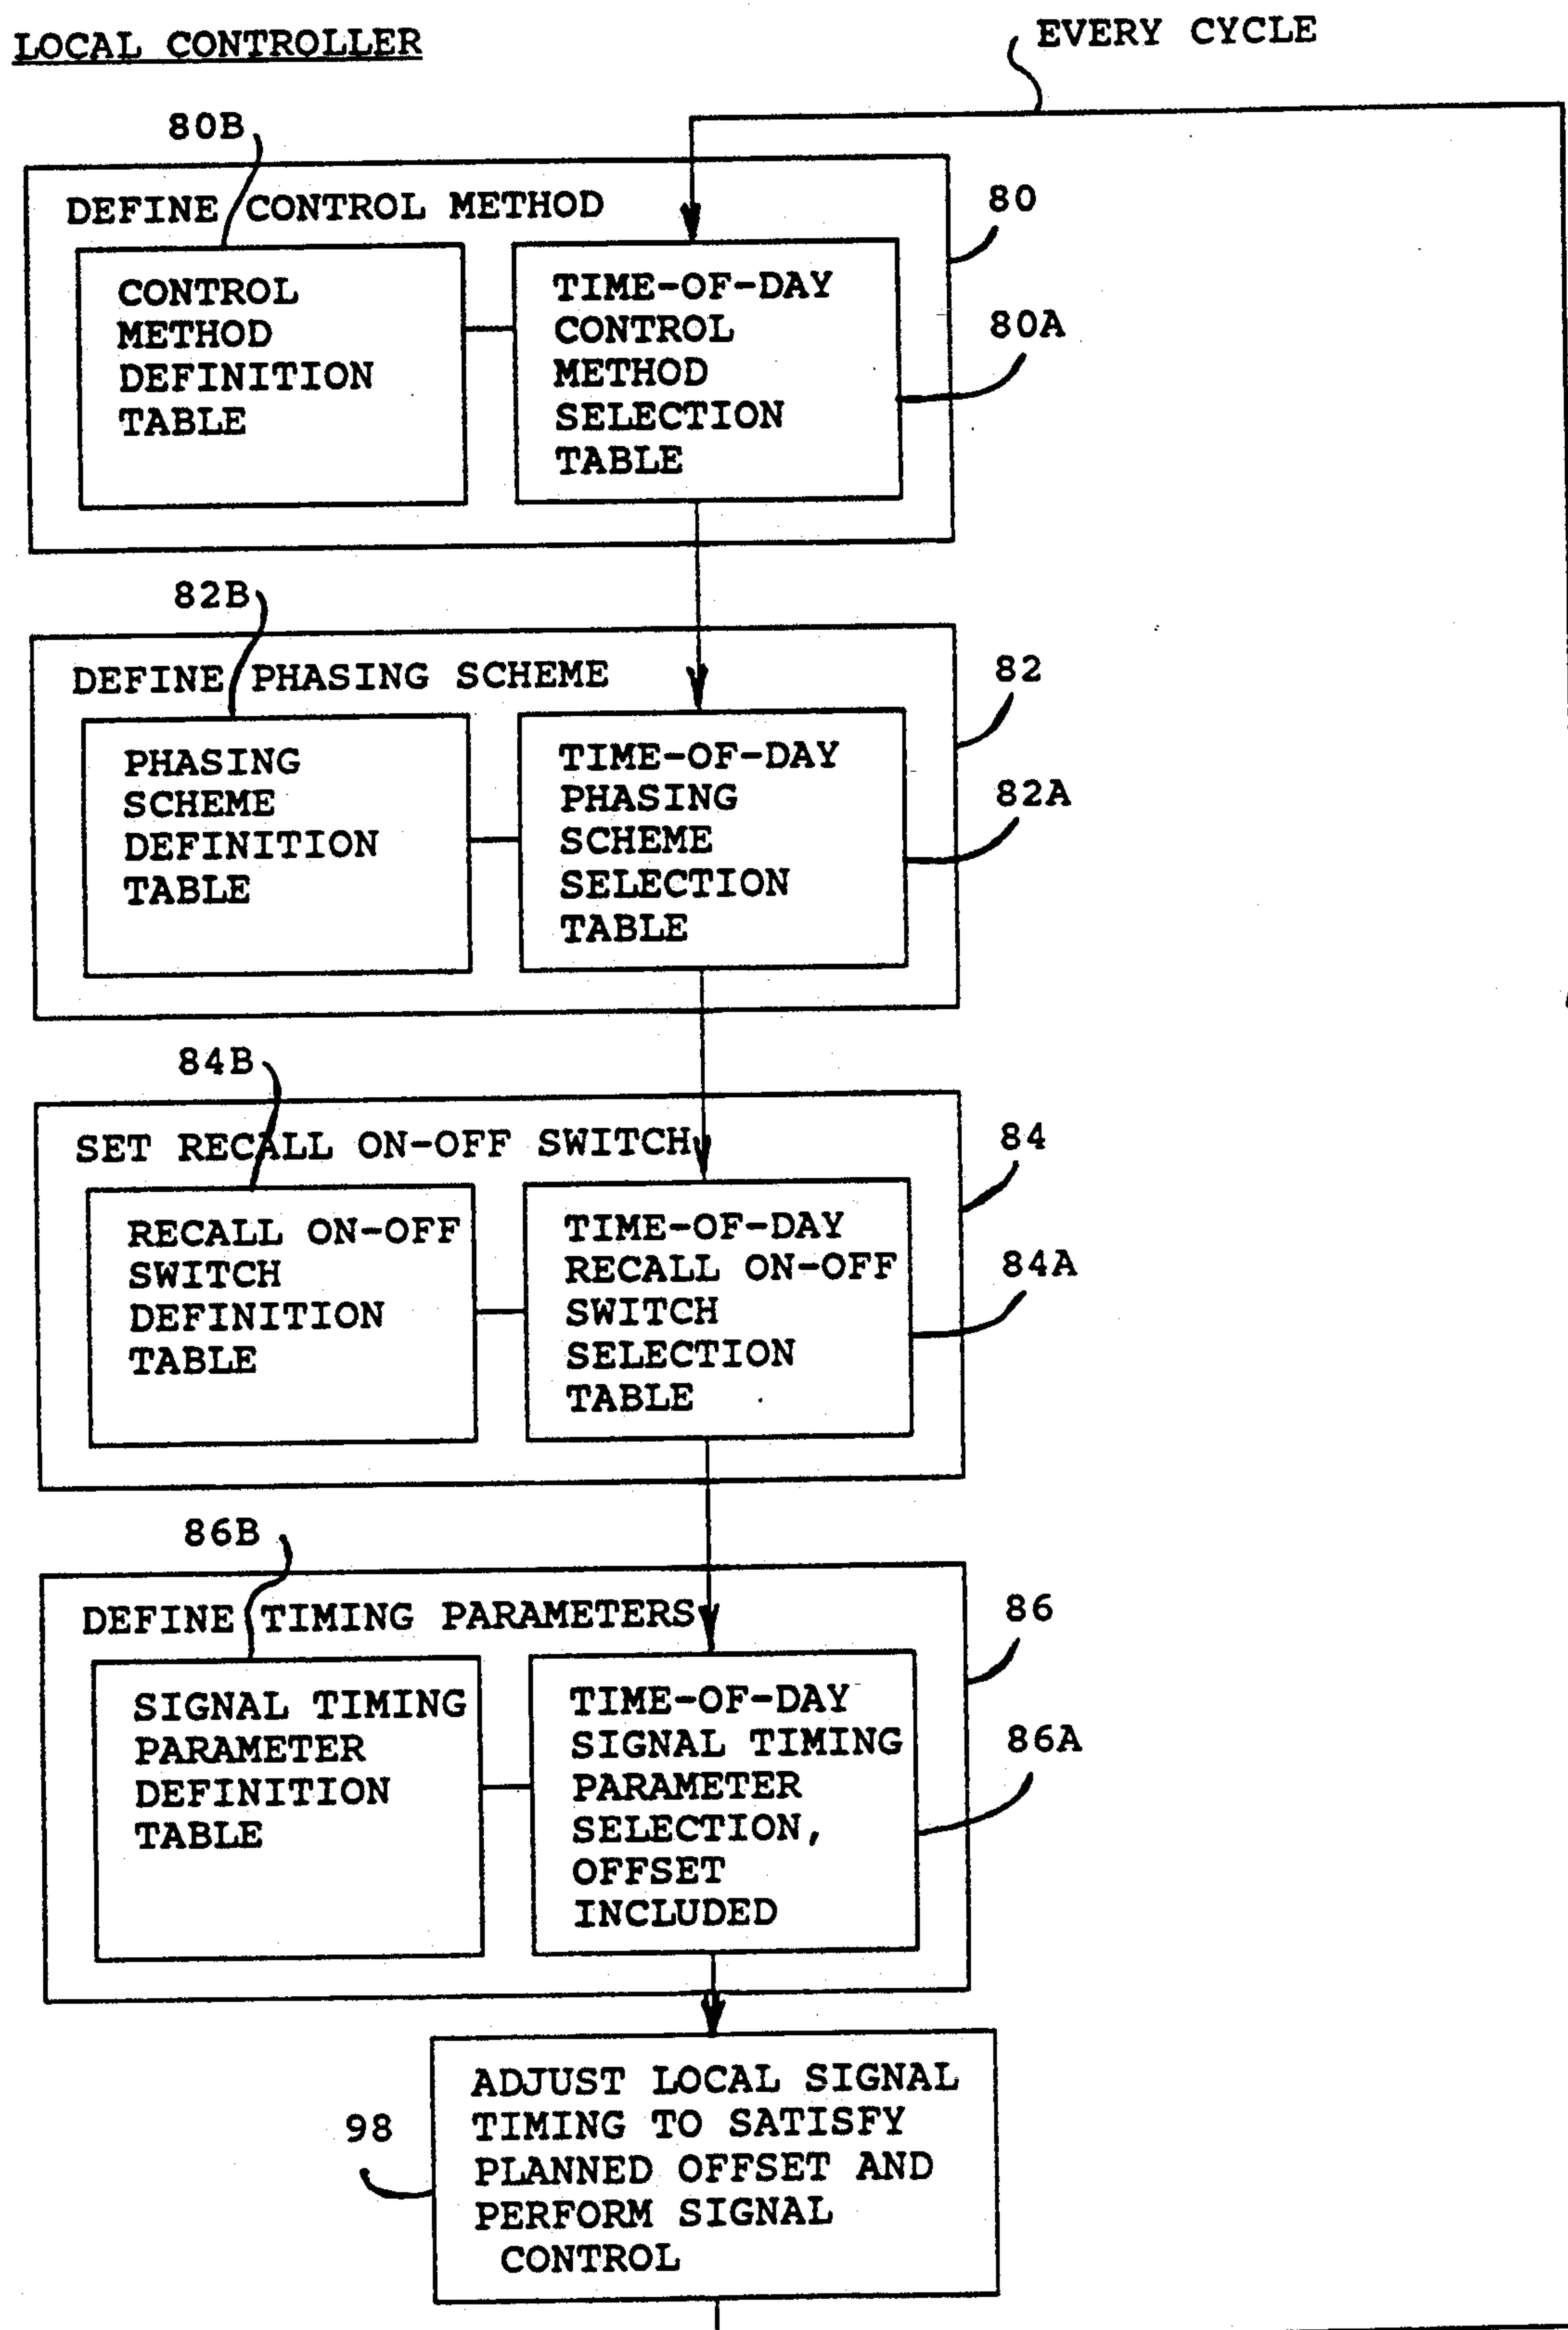 LOCAL CONTROLLER
EVERY CYCLE
80B
DEFINE CONTROL METHOD
80
CONTROL
METHOD
DEFINITION
TABLE
TIME-OF-DAY
CONTROL
METHOD
SELECTION
TABLE
80A
82B
DEFINE PHASING SCHEME
82
PHASING
SCHEME
DEFINITION
TABLE
TIME-OF-DAY
PHASING
SCHEME
SELECTION
TABLE
82A
84B
SET RECALL ON-OFF SWITCH
84
RECALL ON-OFF
SWITCH
DEFINITION
TABLE
TIME-OF-DAY
RECALL ON-OFF
SWITCH
SELECTION
TABLE
84A
86B
DEFINE TIMING PARAMETERS
86
SIGNAL TIMING
PARAMETER
DEFINITION
TABLE
TIME-OF-DAY
SIGNAL TIMING
PARAMETER
SELECTION,
OFFSET
INCLUDED
86A
98
ADJUST LOCAL SIGNAL
TIMING TO SATISFY
PLANNED OFFSET AND
PERFORM SIGNAL
CONTROL